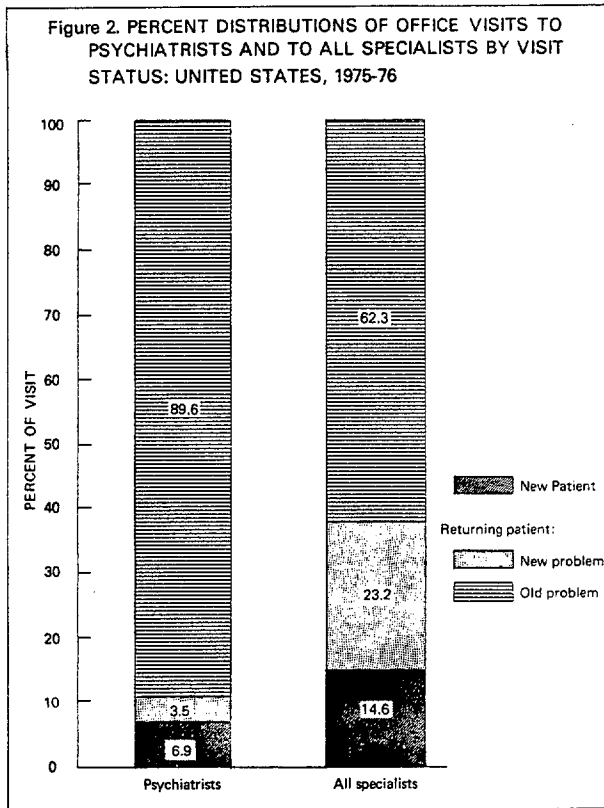 Figure 2. PERCENT DISTRIBUTIONS OF OFFICE VISITS TO
PSYCHIATRISTS AND TO ALL SPECIALISTS BY VISIT
STATUS: UNITED STATES, 1975-76
100
90
80
70
60
50
40
30
20
10
0
PERCENT OF VISIT
89.6
3.5
6.9
62.3
23.2
14.6
Psychiatrists
All specialists
New Patient
Returning patient:
New problem
Old problem